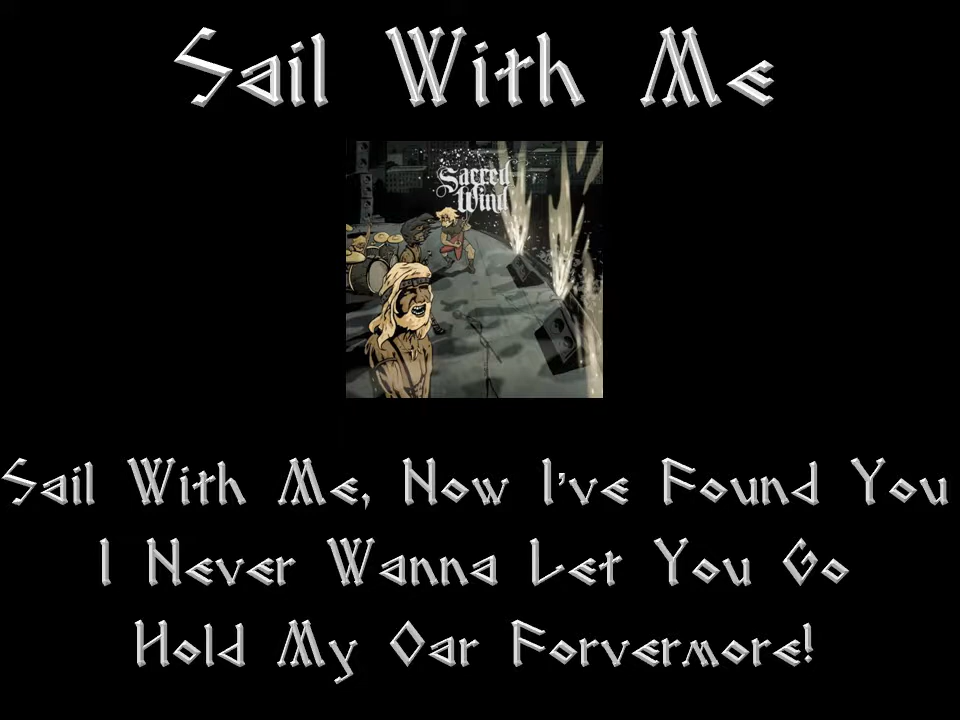 Sail With Me
Sacred
Wind
Sail With Me, Now I've Found You
I Never Wanna Let You Go
Hold My Oar Forvermore!